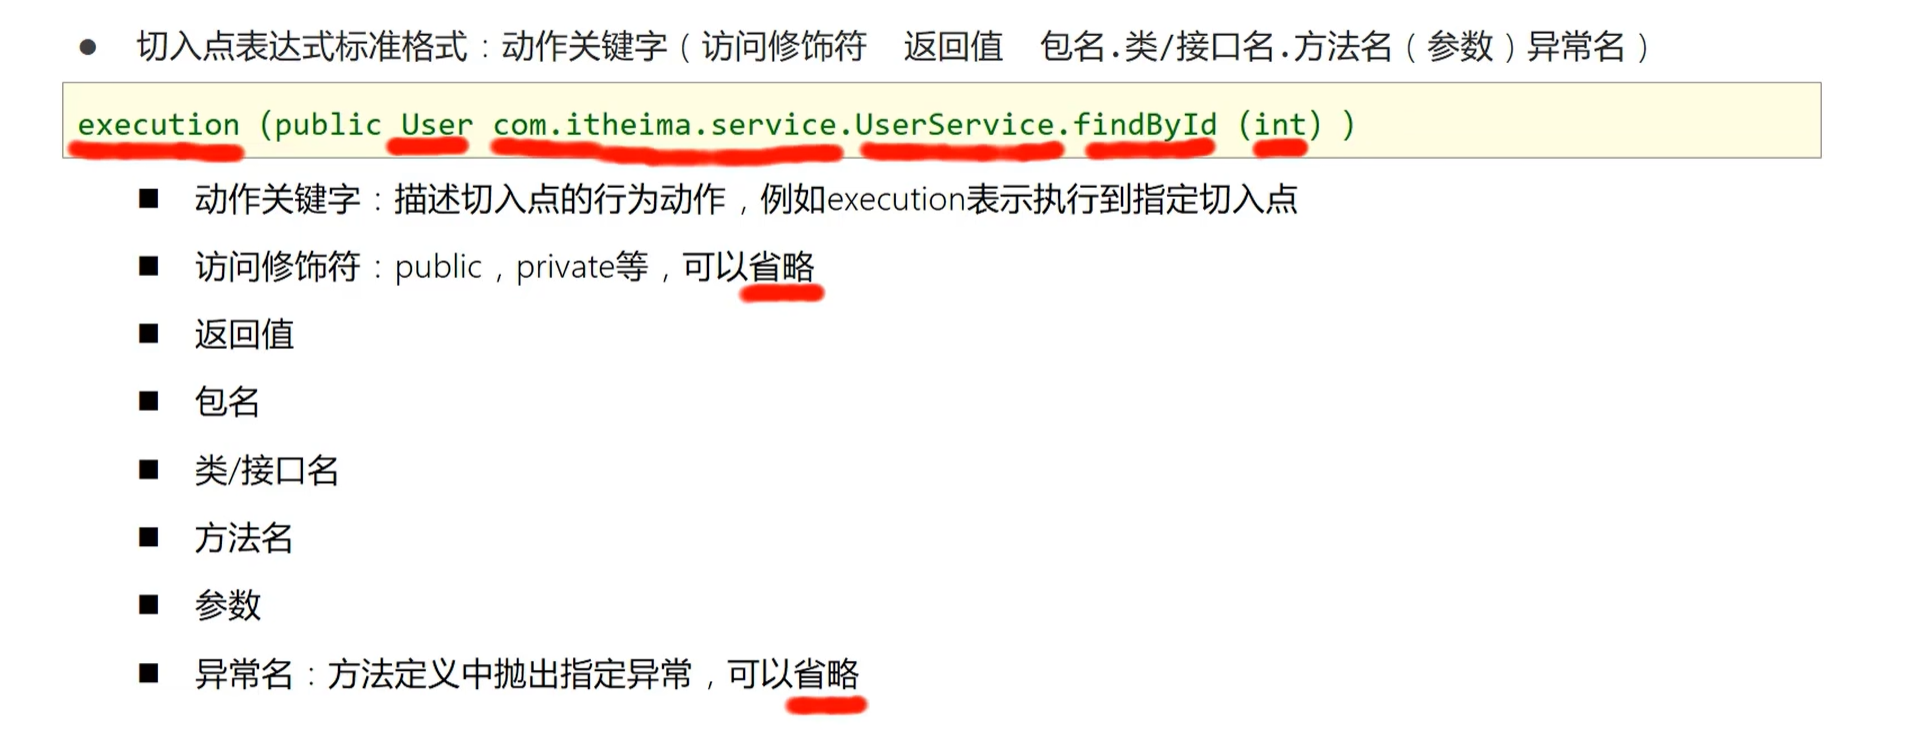 ● 切入点表达式标准格式：动作关键字（访问修饰符 返回值 包名.类/接口名.方法名（参数）异常名）
execution (public User com.itheima.service.UserService.findById (int) )
■ 动作关键字：描述切入点的行为动作，例如execution表示执行到指定切入点
■ 访问修饰符：public，private等，可以省略
■ 返回值
■ 包名
■ 类/接口名
■ 方法名
■ 参数
■ 异常名：方法定义中抛出指定异常，可以省略